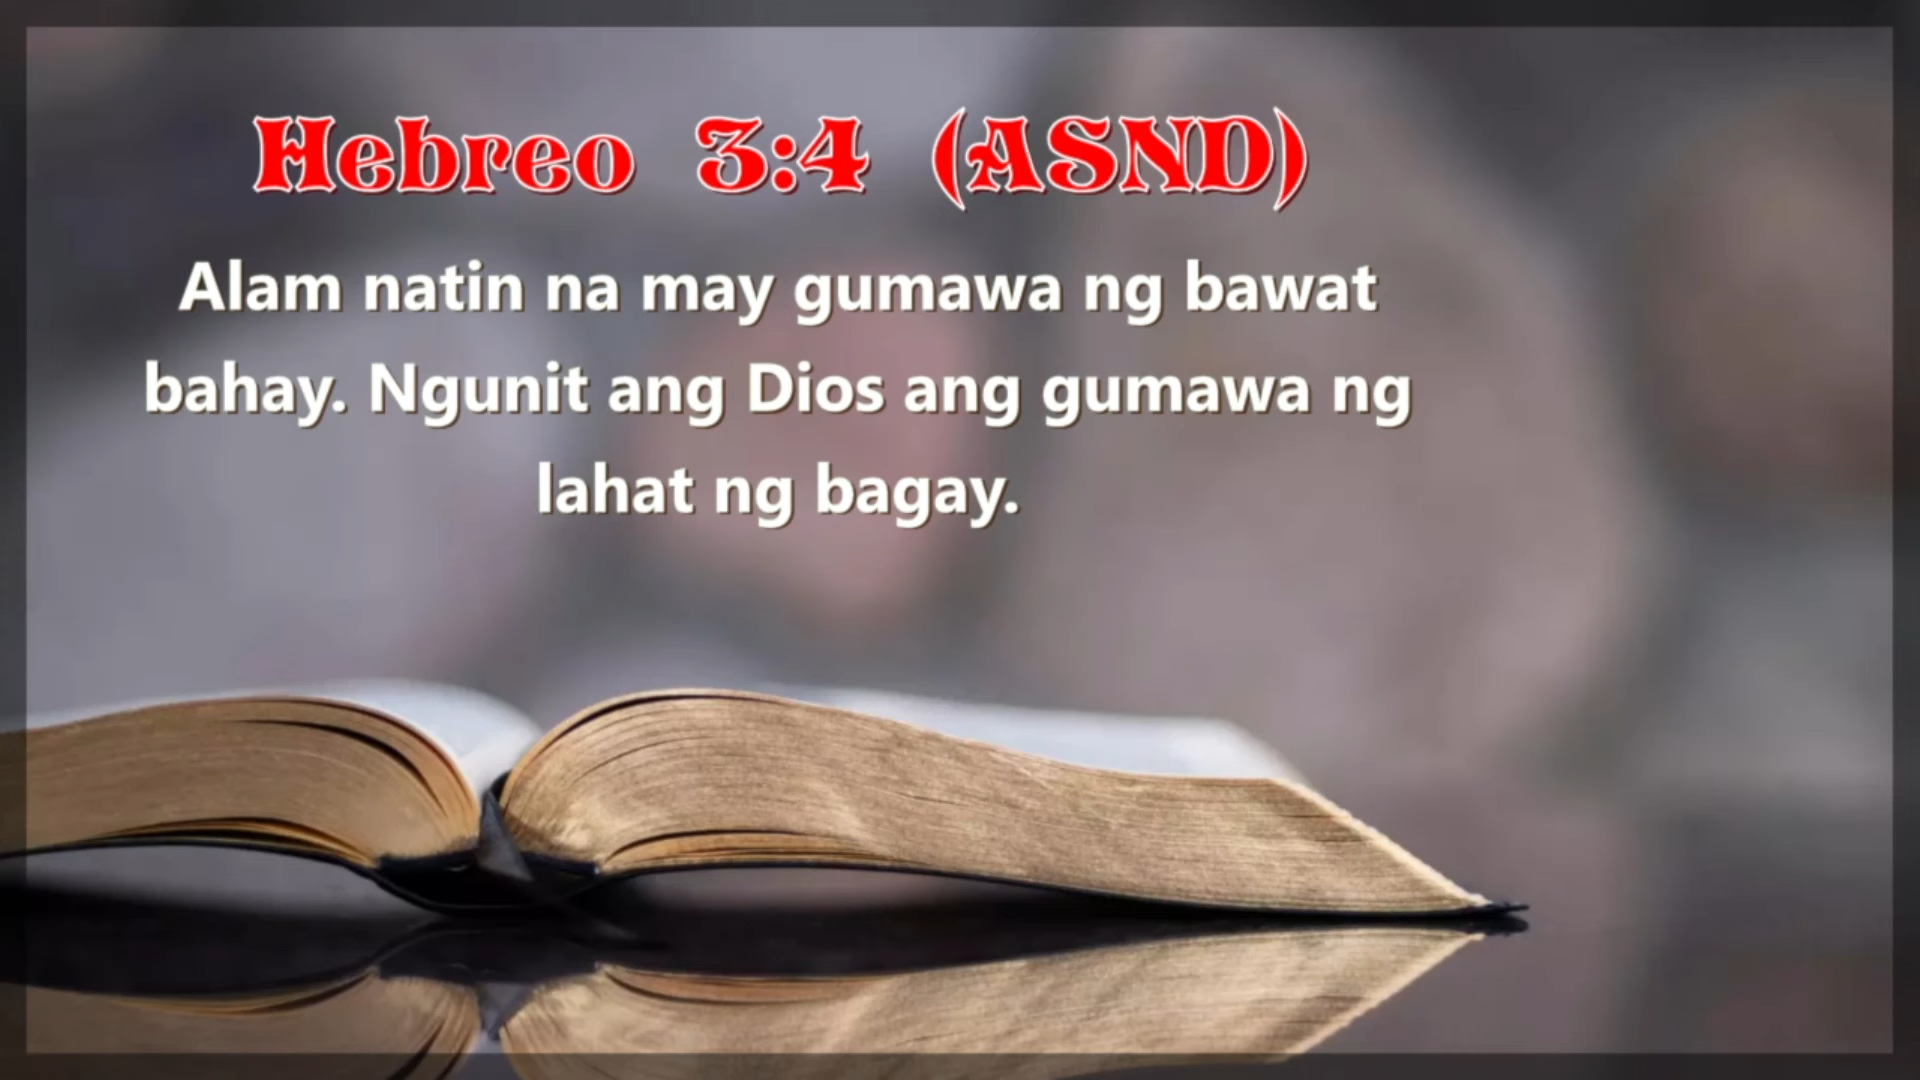 Hebreo 3:4 (ASND)
Alam natin na may gumawa ng bawat
bahay. Ngunit ang Dios ang gumawa ng
lahat ng bagay.